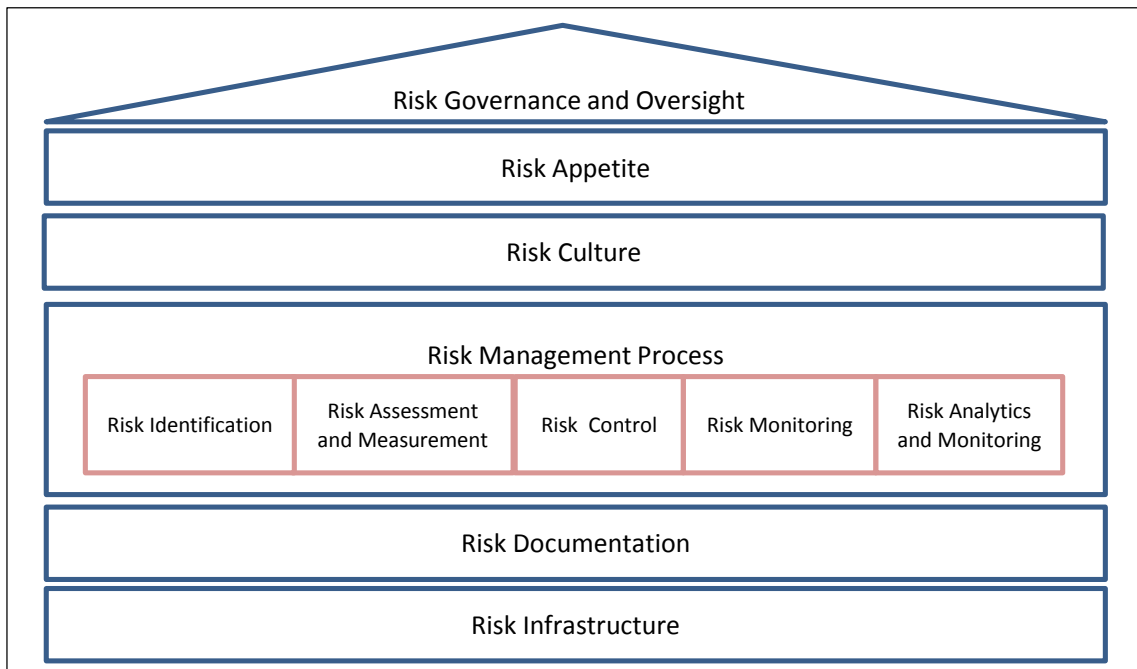 Risk Governance and Oversight
Risk Appetite
Risk Culture
Risk Management Process
Risk Identification
Risk Assessment
and Measurement
Risk Control
Risk Monitoring
Risk Analytics
and Monitoring
Risk Documentation
Risk Infrastructure